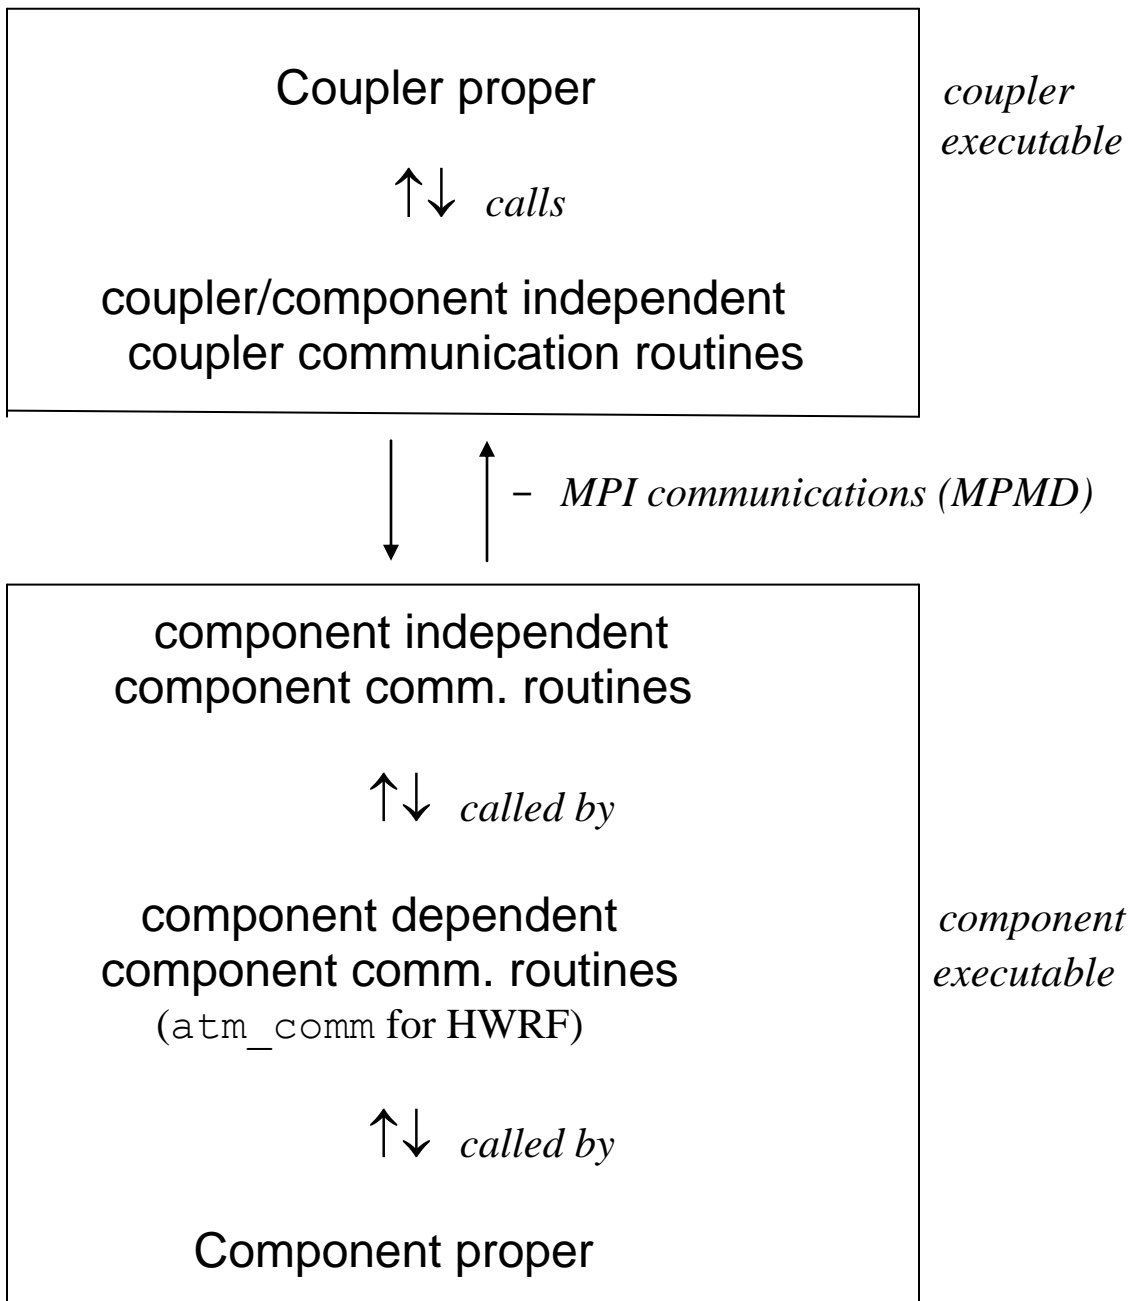 Coupler proper
coupler
executable
↑↓ calls
coupler/component independent
coupler communication routines
– MPI communications (MPMD)
component independent
component comm. routines
↑↓ called by
component dependent
component comm. routines
(atm_comm for HWRF)
component
executable
↑↓ called by
Component proper